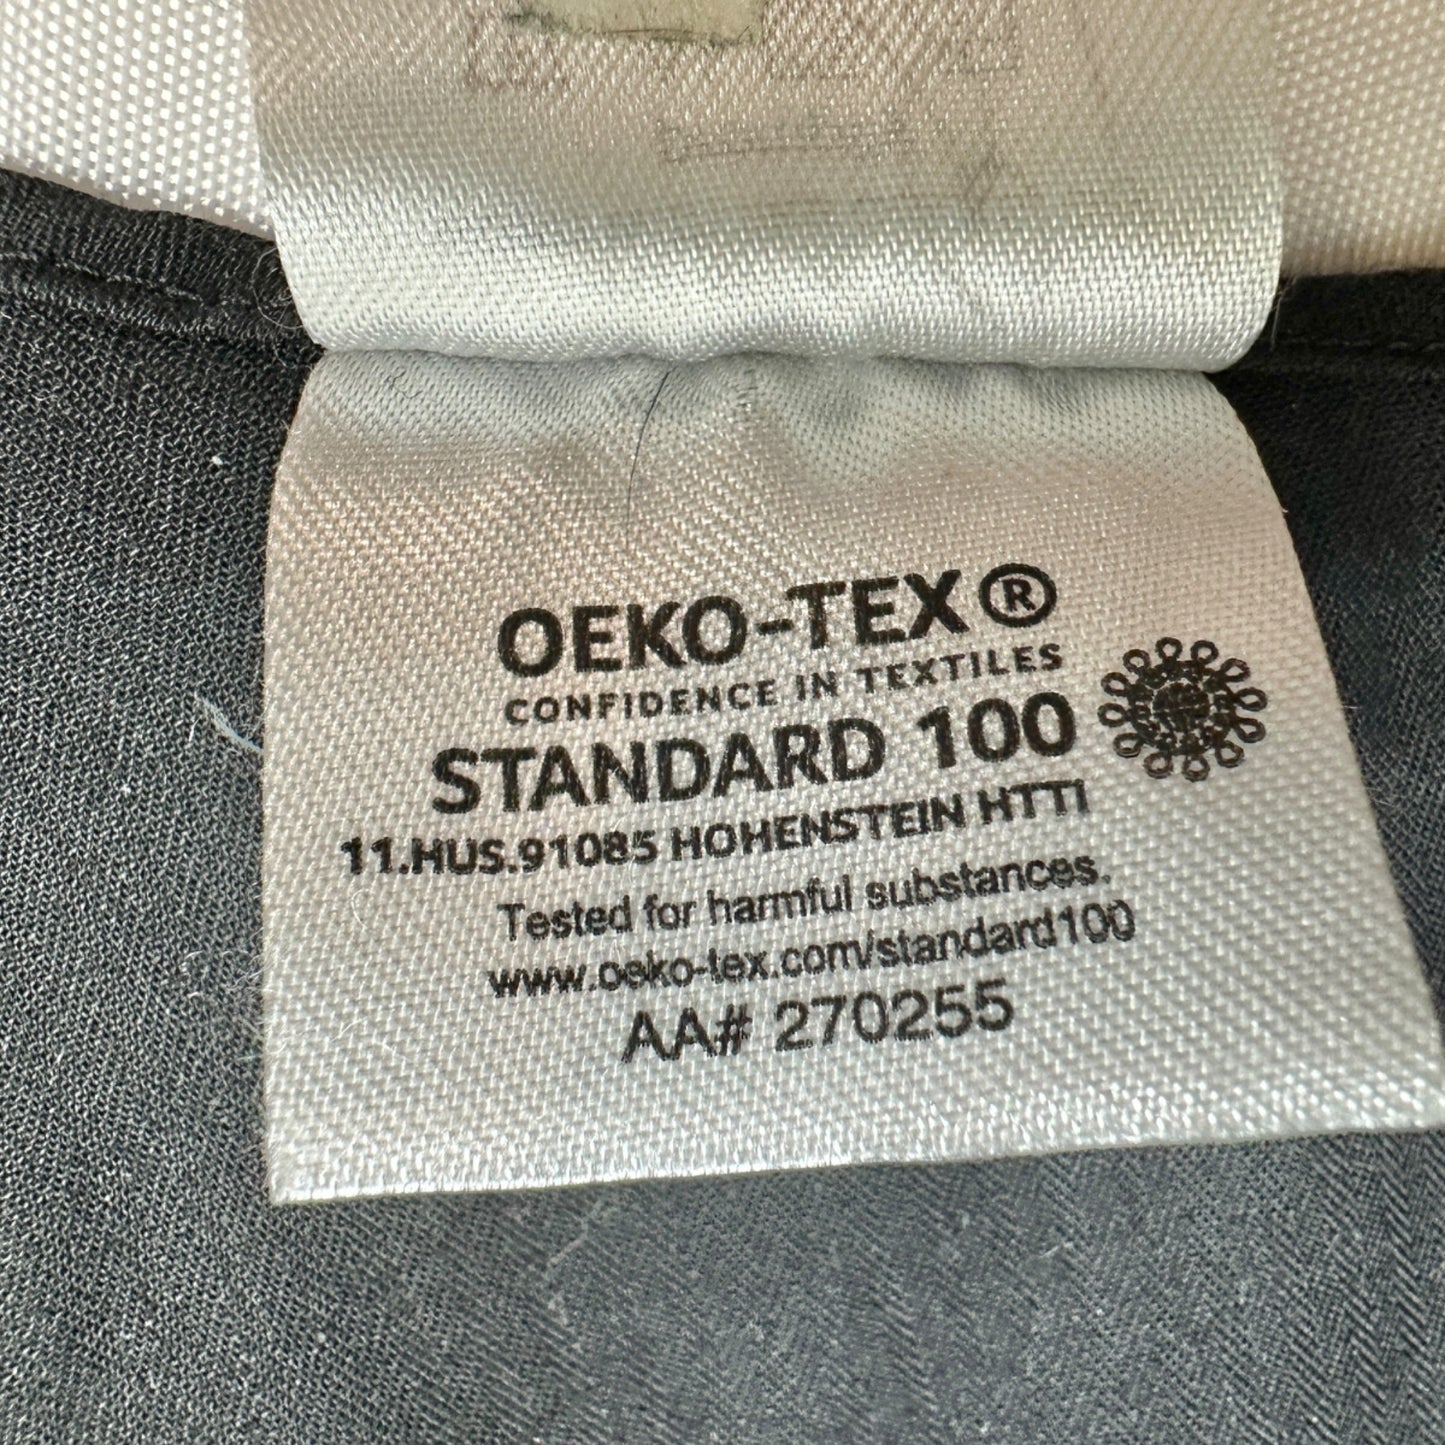 OEKO-TEX®
CONFIDENCE IN TEXTILES
STANDARD 100
11.HUS.91085 HOHENSTEIN HTTI
Tested for harmful substances.
www.oeko-tex.com/standard100
AA# 270255